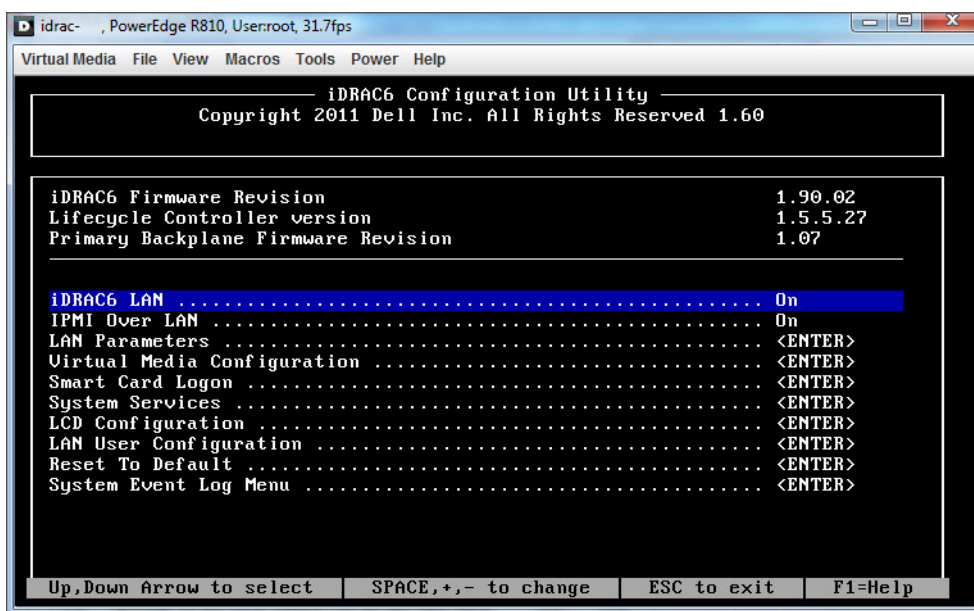 D idrac-    , PowerEdge R810, User:root, 31.7fps
Virtual Media File View Macros Tools Power Help
iDRAC6 Configuration Utility
Copyright 2011 Dell Inc. All Rights Reserved 1.60
iDRAC6 Firmware Revision 1.90.02
Lifecycle Controller version 1.5.5.27
Primary Backplane Firmware Revision 1.07
iDRAC6 LAN .................................................... On
IPMI Over LAN ................................................. On
LAN Parameters ................................................ <ENTER>
Virtual Media Configuration .................................... <ENTER>
Smart Card Logon .............................................. <ENTER>
System Services ............................................... <ENTER>
LCD Configuration ............................................. <ENTER>
LAN User Configuration ........................................ <ENTER>
Reset To Default .............................................. <ENTER>
System Event Log Menu ......................................... <ENTER>
Up,Down Arrow to select SPACE,+,- to change ESC to exit F1=Help